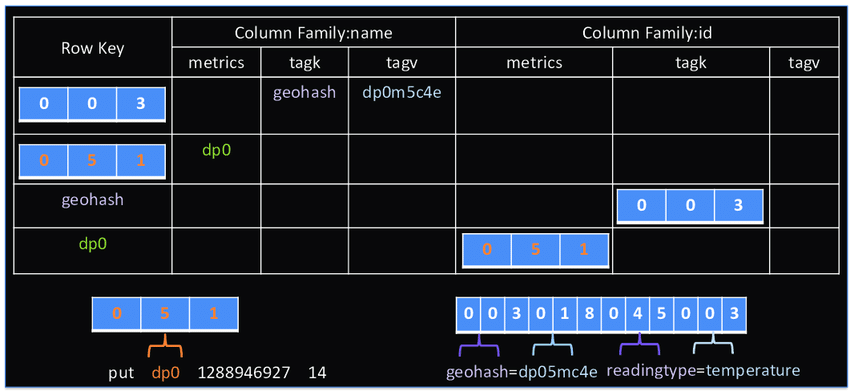 Row Key Column Family:name Column Family:id
metrics tagk tagv metrics tagk tagv
0 0 3 geohash dp0m5c4e
0 5 1 dp0
geohash 0 0 3
dp0 0 5 1
0 5 1 0 0 3 0 1 8 0 4 5 0 0 3
put dp0 1288946927 14 geohash=dp05mc4e readingtype=temperature